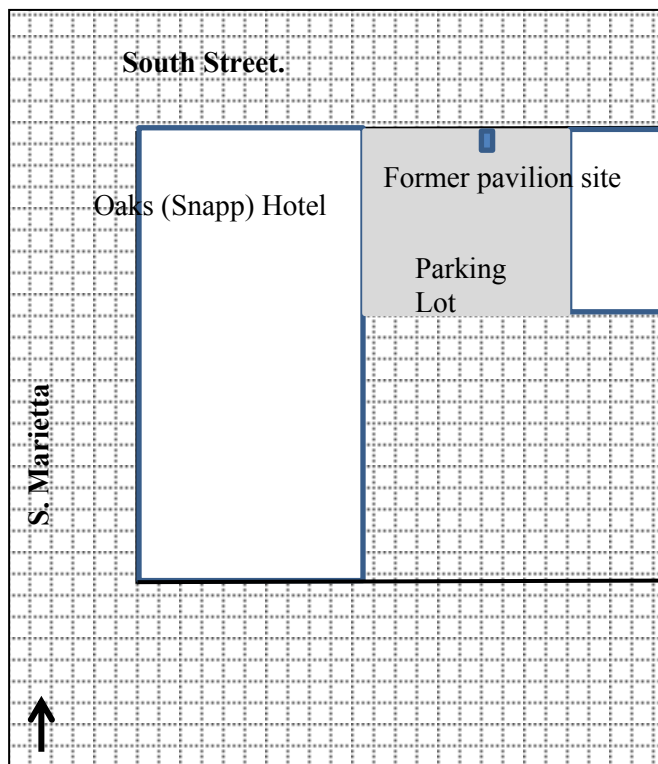 South Street.
Former pavilion site
Oaks (Snapp) Hotel
Parking
Lot
S. Marietta